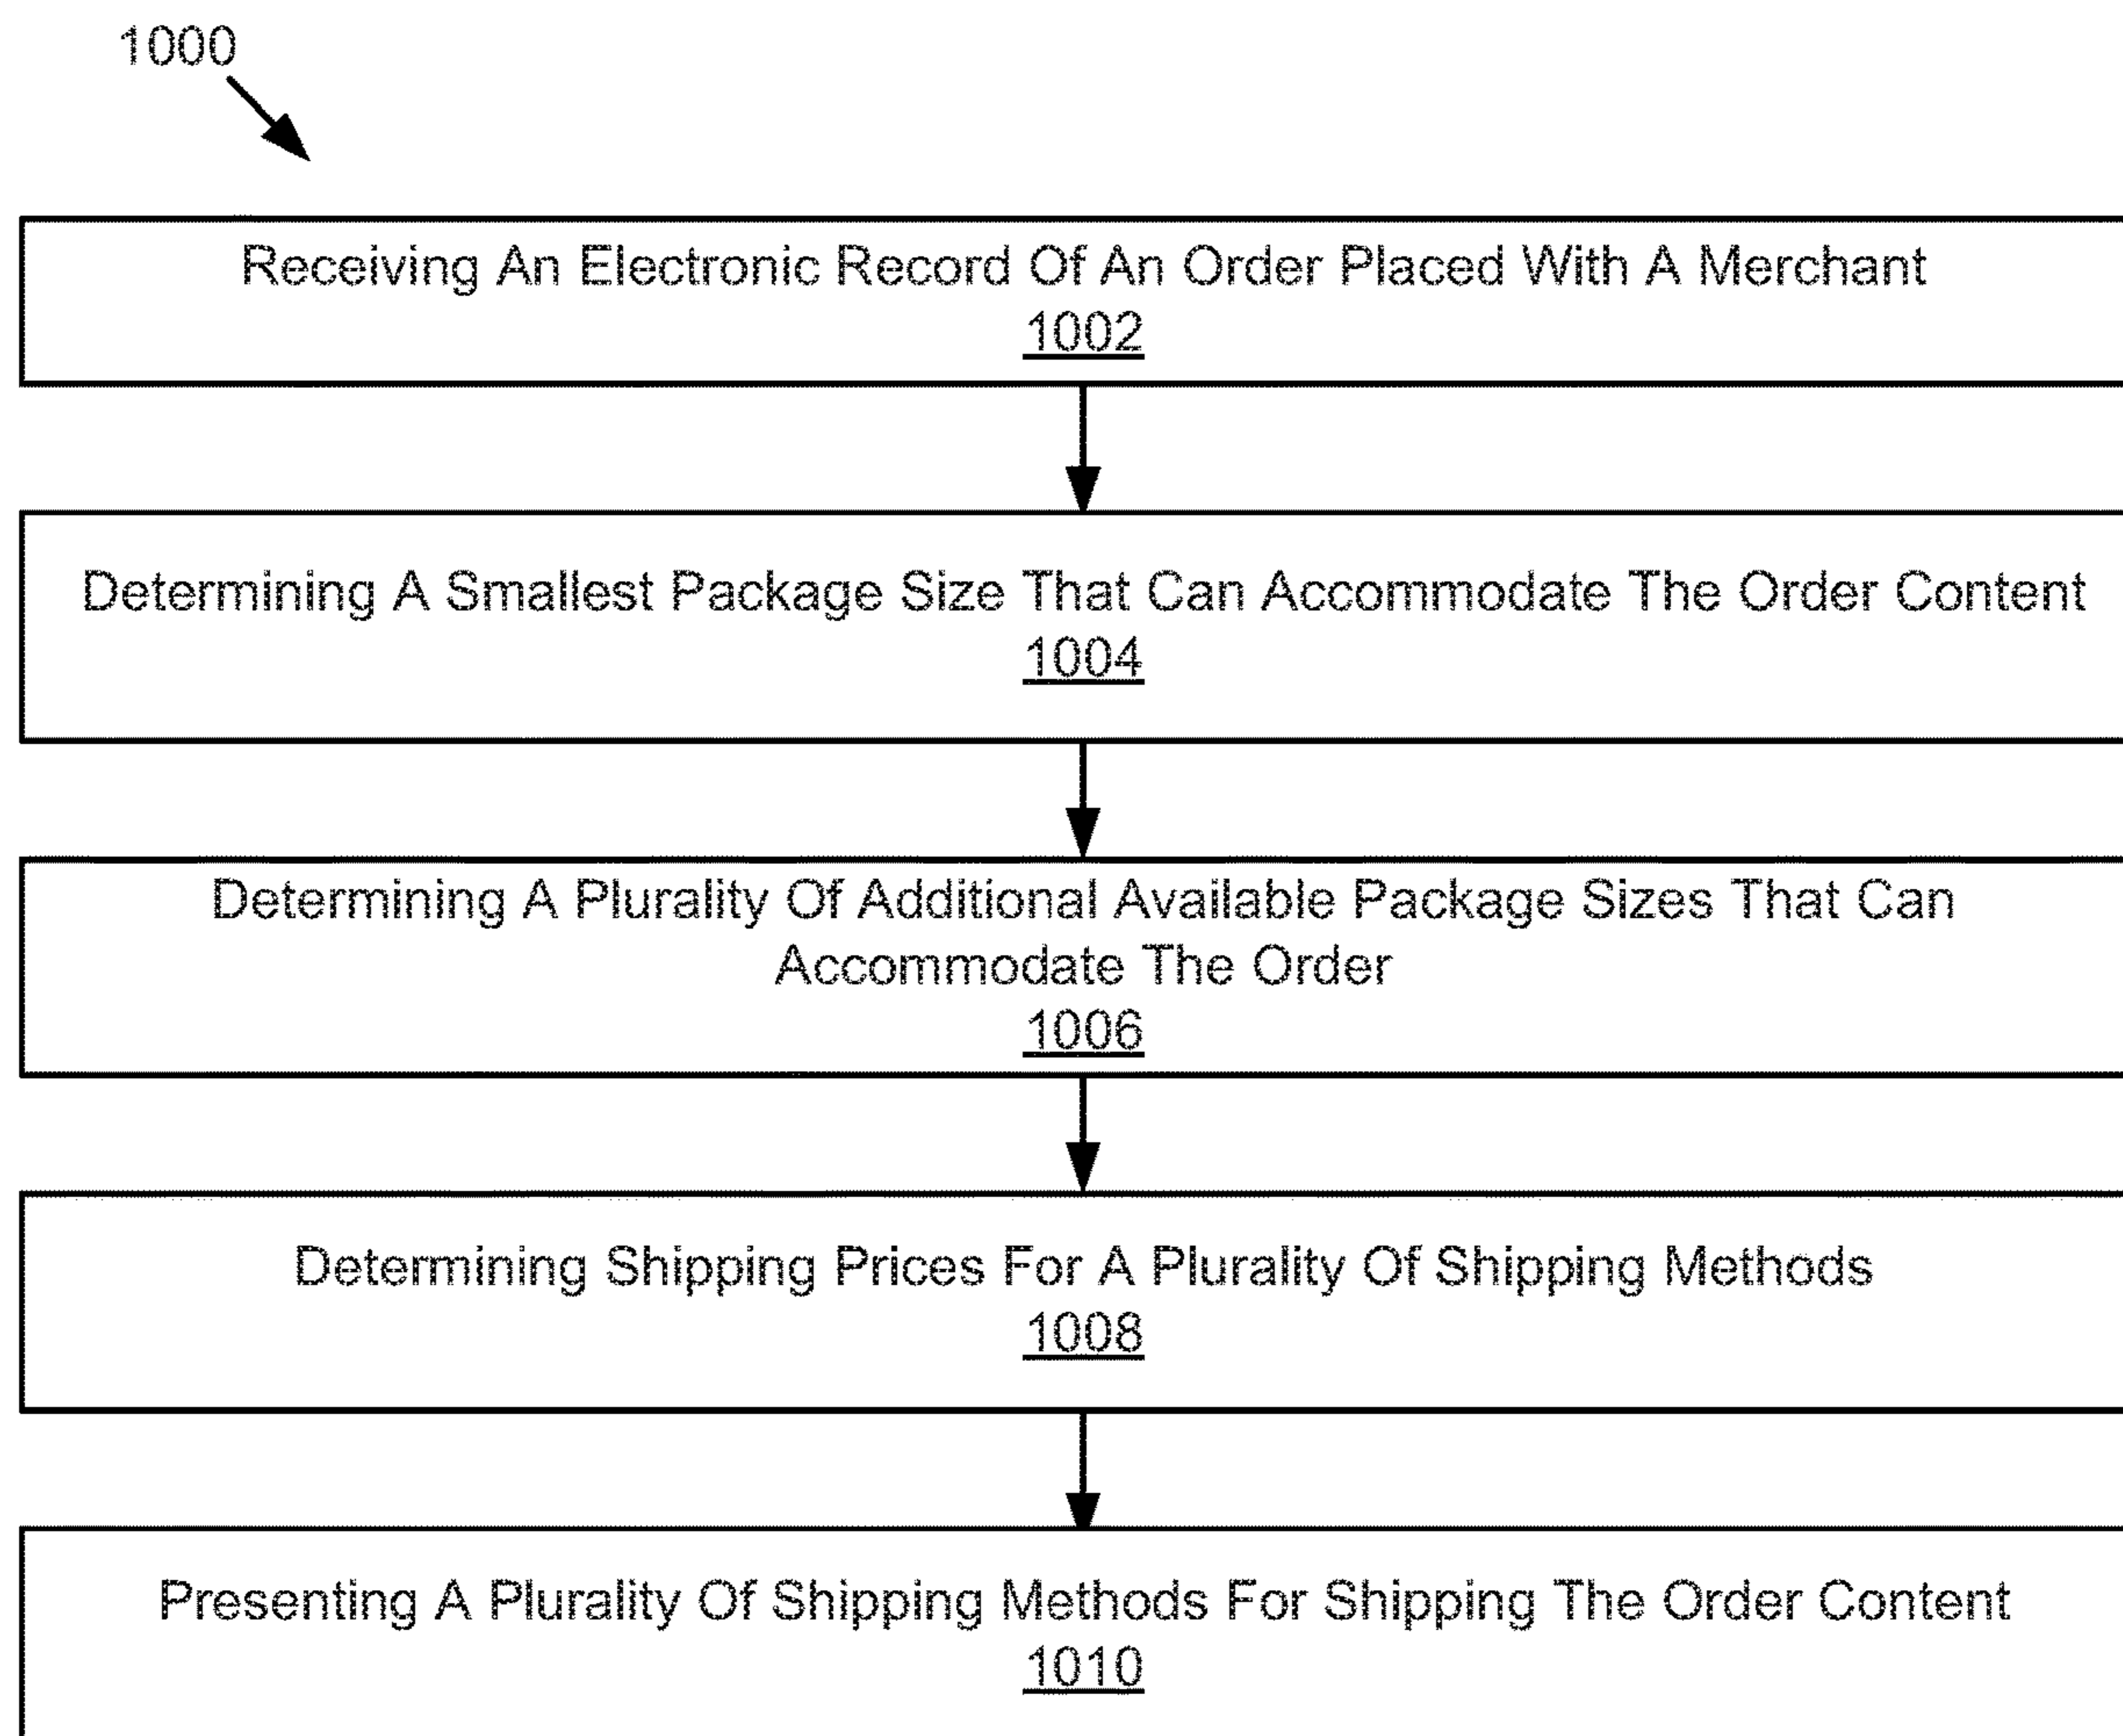 1000
Receiving An Electronic Record Of An Order Placed With A Merchant
1002
Determining A Smallest Package Size That Can Accommodate The Order Content
1004
Determining A Plurality Of Additional Available Package Sizes That Can
Accommodate The Order
1006
Determining Shipping Prices For A Plurality Of Shipping Methods
1008
Presenting A Plurality Of Shipping Methods For Shipping The Order Content
1010